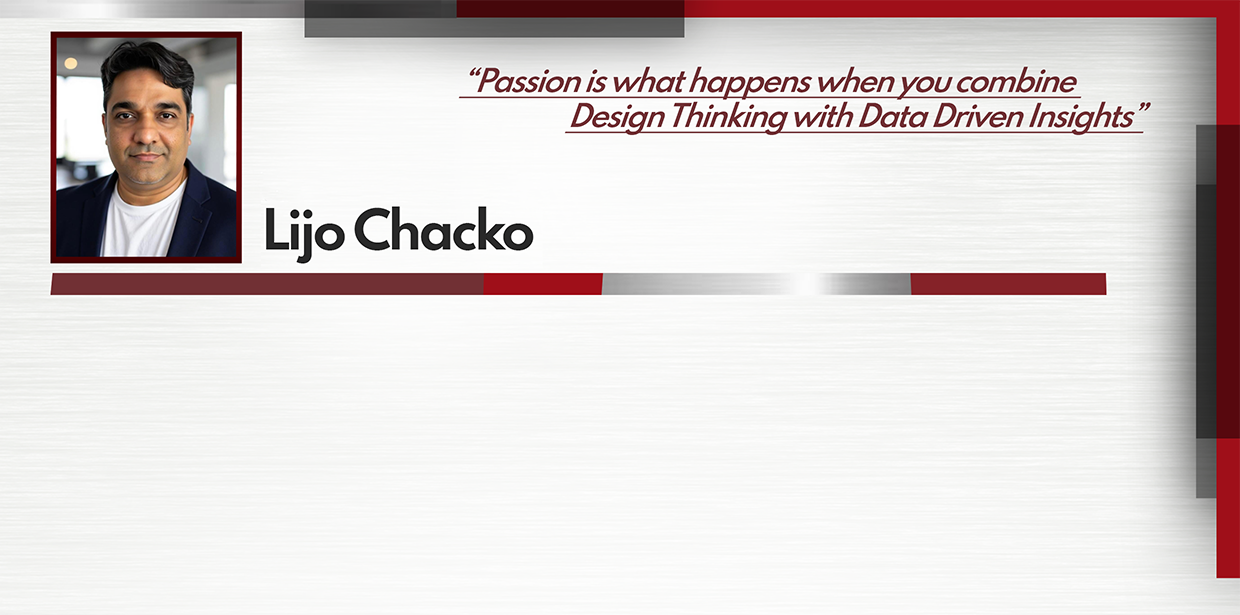 “Passion is what happens when you combine
Design Thinking with Data Driven Insights”
Lijo Chacko